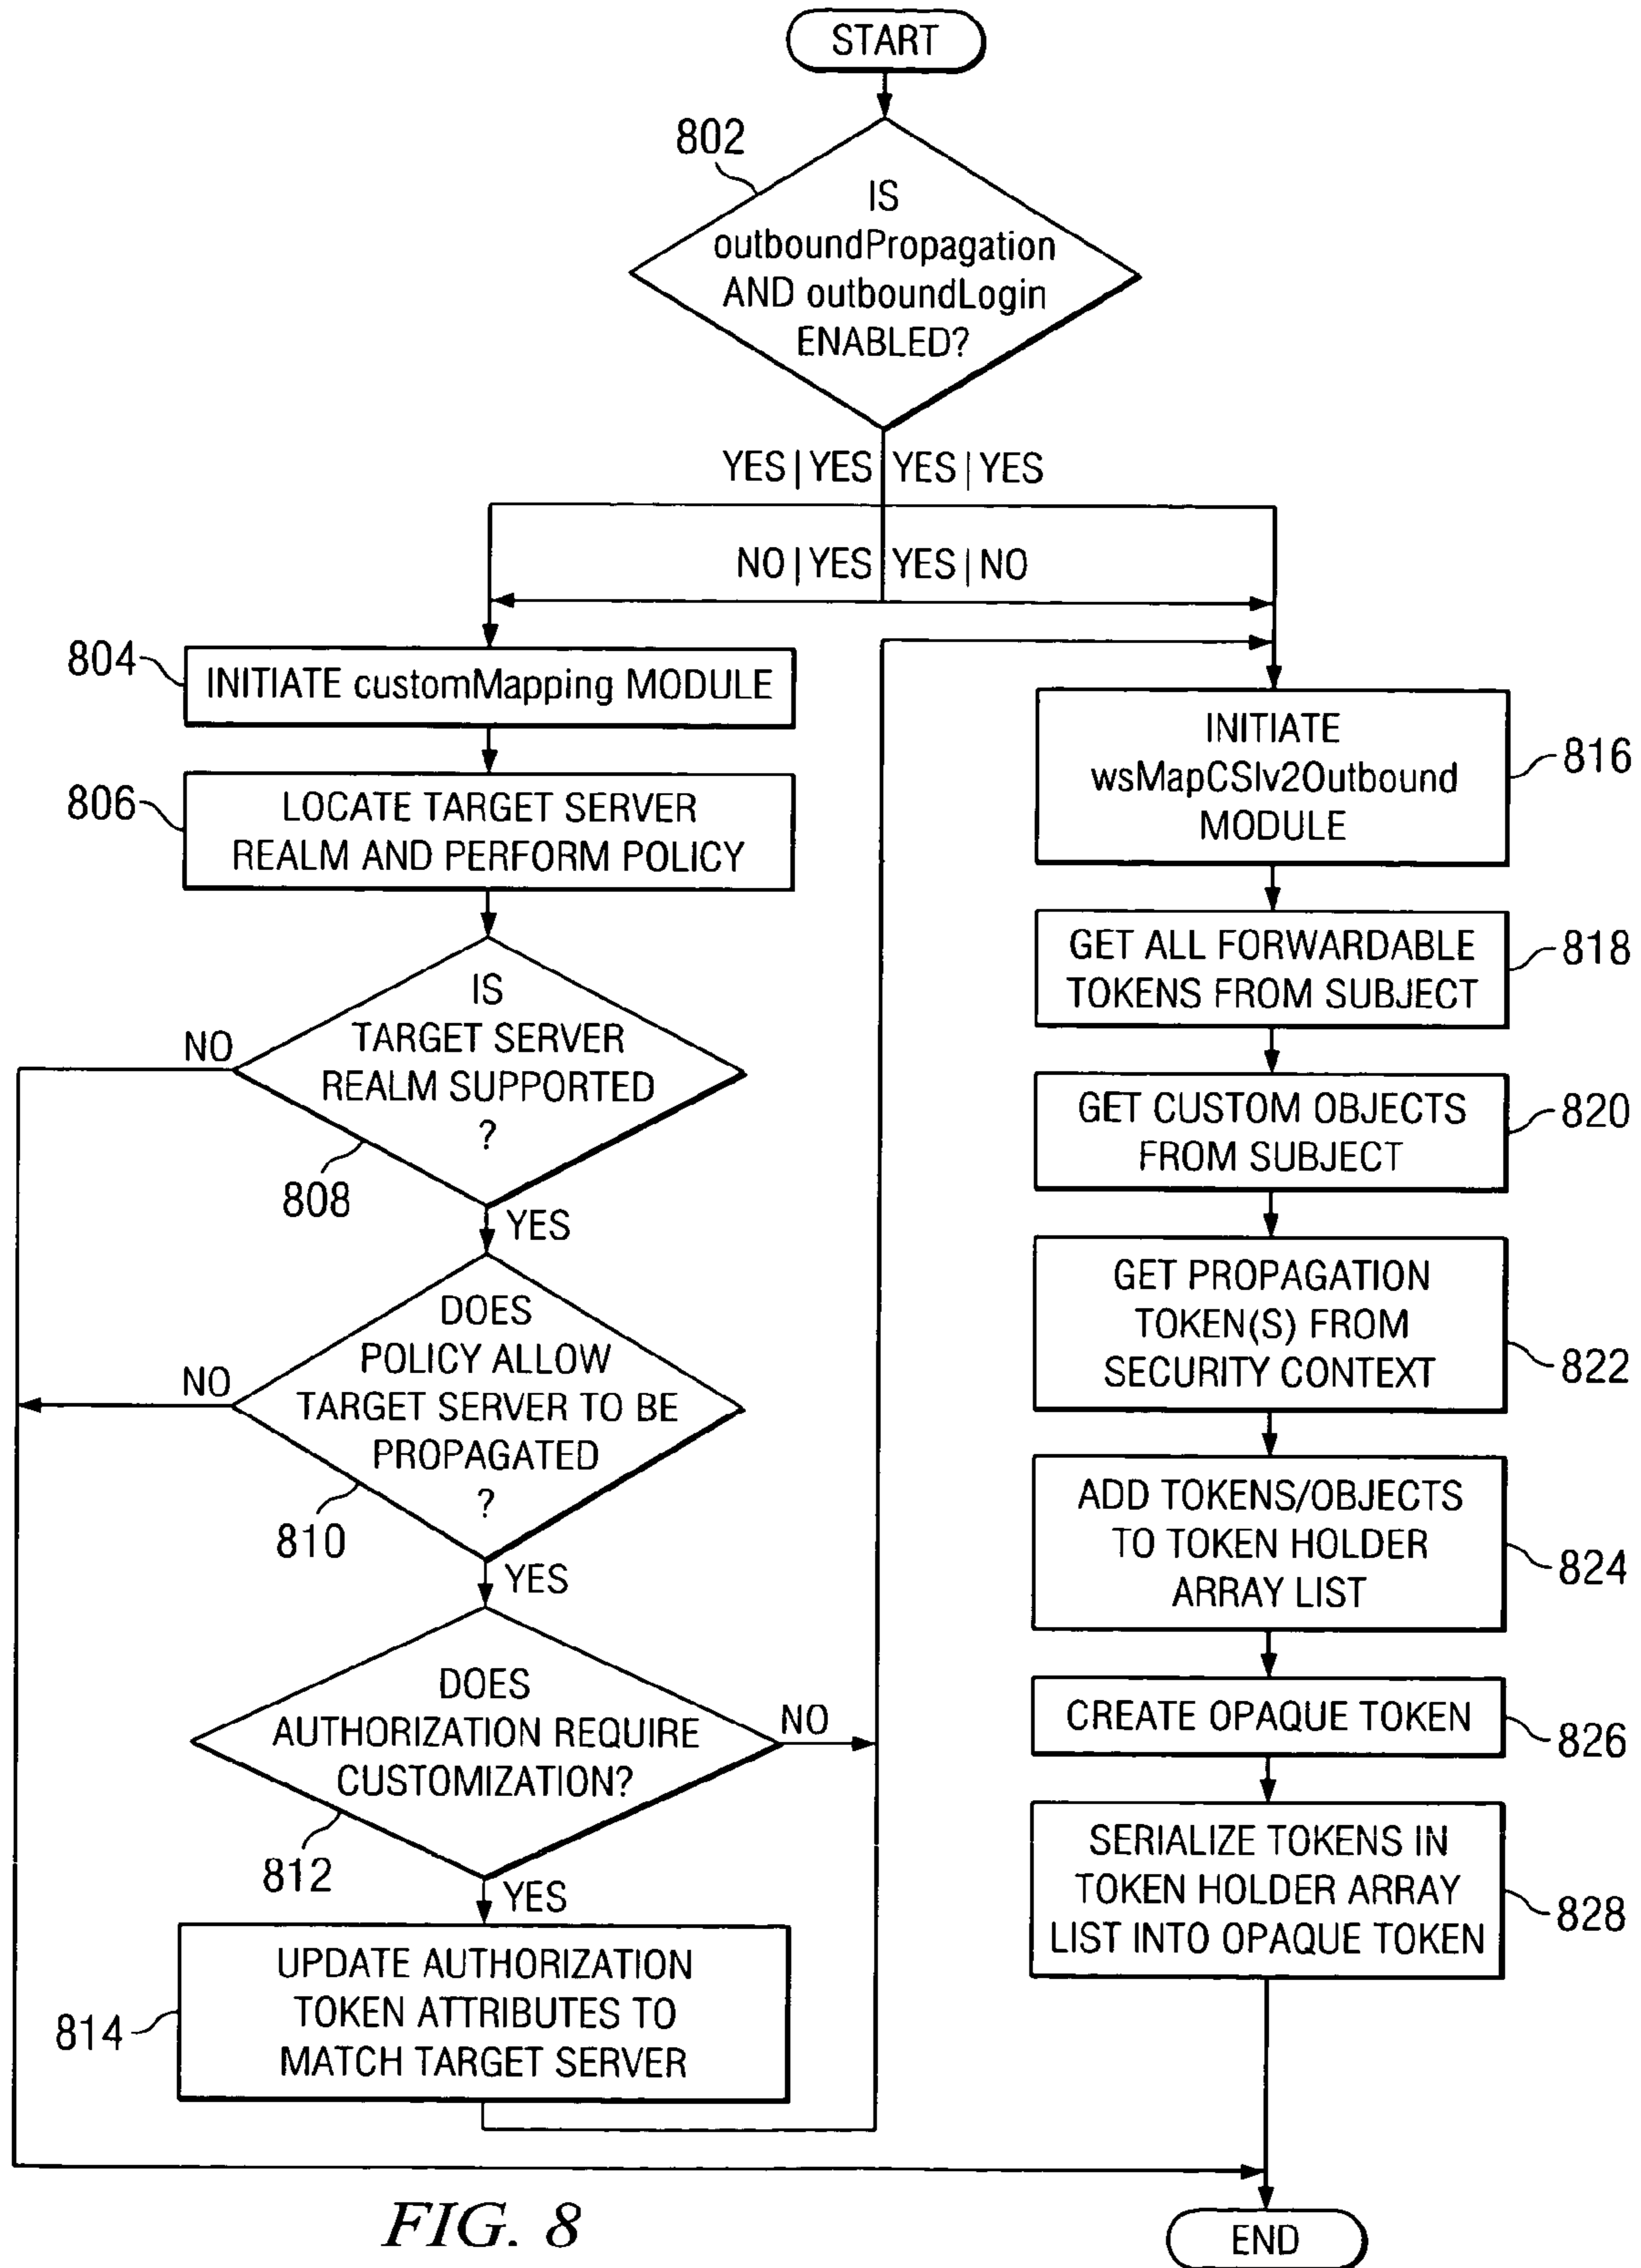 START
802
IS
outboundPropagation
AND outboundLogin
ENABLED?
YES|YES YES|YES
NO|YES YES|NO
804
INITIATE customMapping MODULE
806
LOCATE TARGET SERVER
REALM AND PERFORM POLICY
IS
TARGET SERVER
REALM SUPPORTED
?
NO
808
YES
DOES
POLICY ALLOW
TARGET SERVER TO BE
PROPAGATED
?
NO
810
YES
DOES
AUTHORIZATION REQUIRE
CUSTOMIZATION?
NO
812
YES
UPDATE AUTHORIZATION
TOKEN ATTRIBUTES TO
MATCH TARGET SERVER
814
INITIATE
wsMapCSIv2Outbound
MODULE
816
GET ALL FORWARDABLE
TOKENS FROM SUBJECT
818
GET CUSTOM OBJECTS
FROM SUBJECT
820
GET PROPAGATION
TOKEN(S) FROM
SECURITY CONTEXT
822
ADD TOKENS/OBJECTS
TO TOKEN HOLDER
ARRAY LIST
824
CREATE OPAQUE TOKEN
826
SERIALIZE TOKENS IN
TOKEN HOLDER ARRAY
LIST INTO OPAQUE TOKEN
828
END
FIG. 8